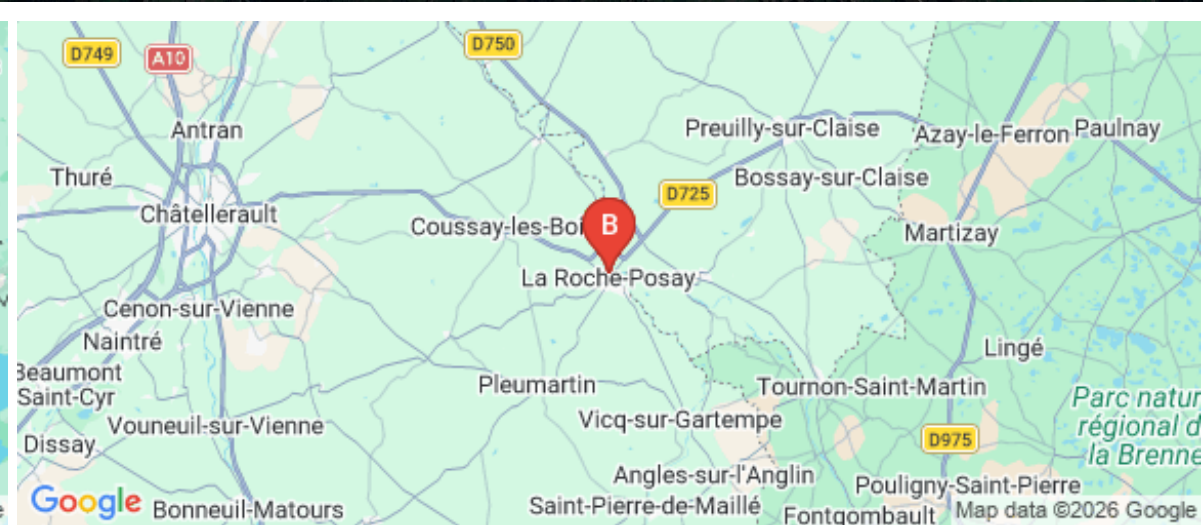 D749
A10
D750
Antran
Preuilly-sur-Claise
Azay-le-Ferron
Paulnay
Thuré
Bossay-sur-Claise
D725
Châtellerault
Coussay-les-Boi
B
Martizay
La Roche-Posay
Cenon-sur-Vienne
Naintré
Lingé
Beaumont
Saint-Cyr
Pleumartin
Tournon-Saint-Martin
Parc natur
régional d
la Brenne
Vouneuil-sur-Vienne
Vicq-sur-Gartempe
Dissay
D975
Angles-sur-l'Anglin
Pouligny-Saint-Pierre
Google
Bonneuil-Matours
Saint-Pierre-de-Maillé
Fontgombault
Map data ©2026 Google